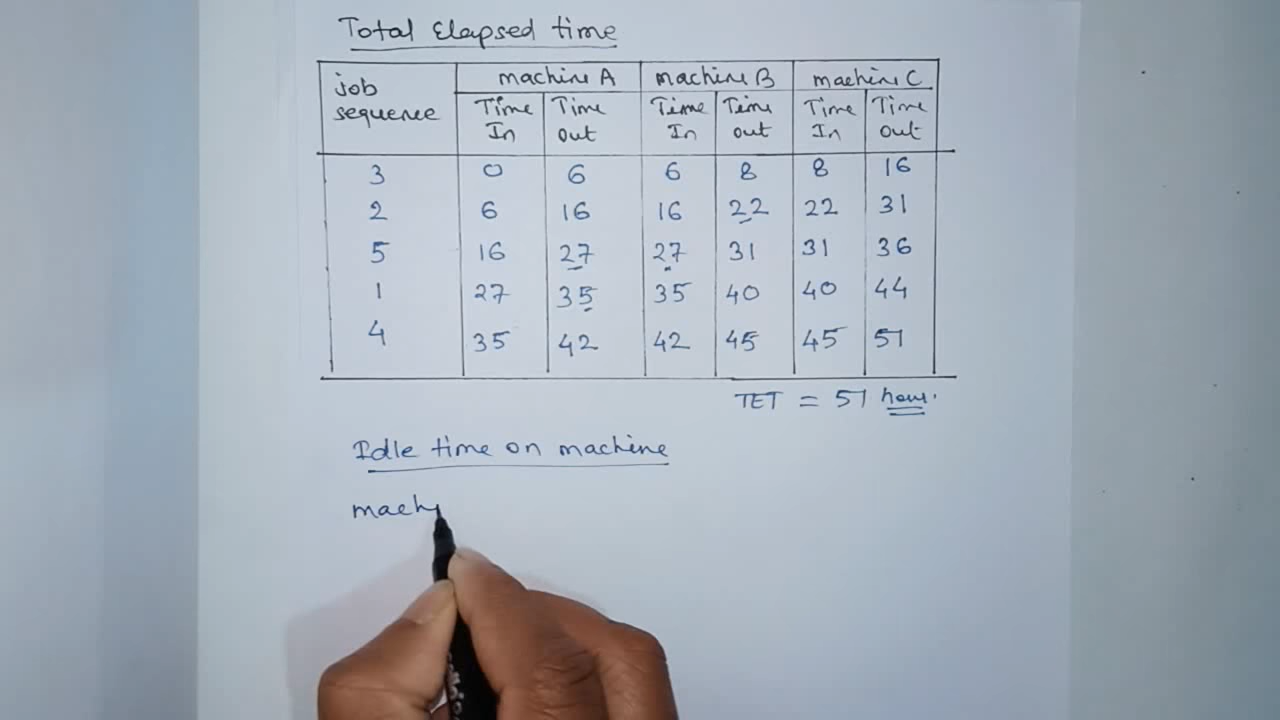 Total Elapsed time
job sequence machine A machine B machine C
Time In Time out Time In Time out Time In Time out
3 0 6 6 8 8 16
2 6 16 16 22 22 31
5 16 27 27 31 31 36
1 27 35 35 40 40 44
4 35 42 42 45 45 51
TET = 51 hours.
Idle time on machine
mach